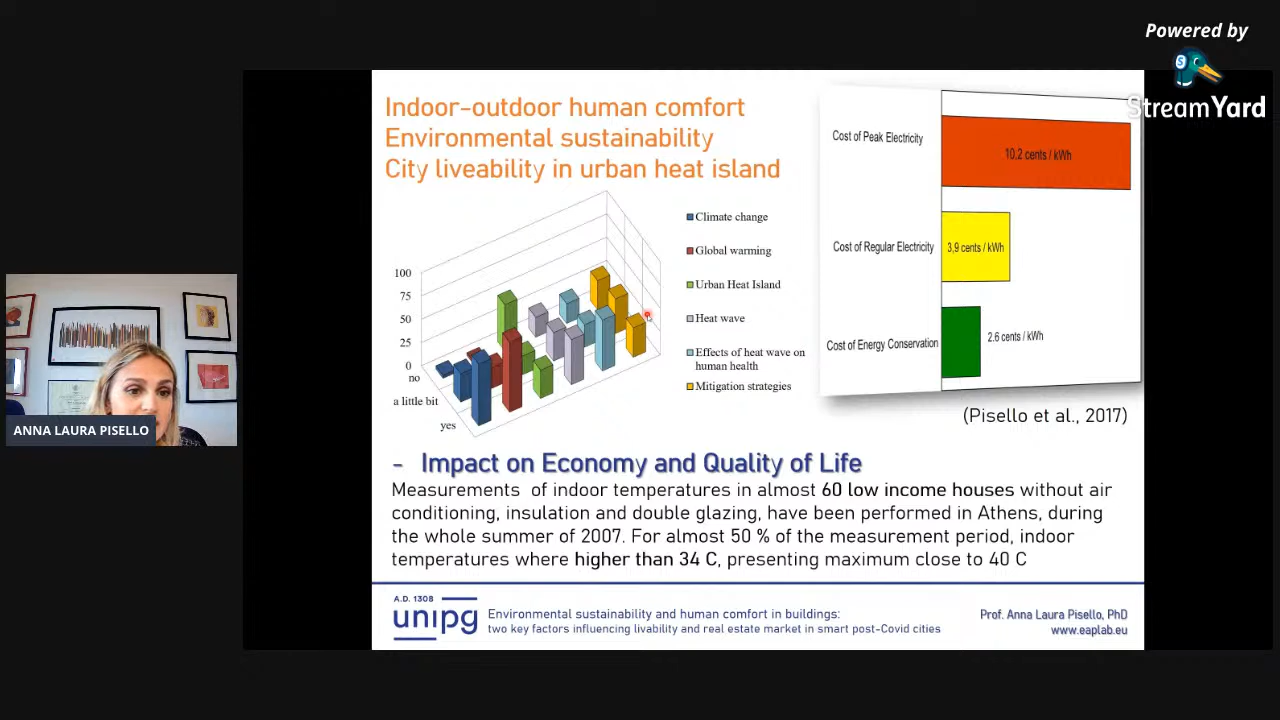 Powered by
StreamYard
Indoor-outdoor human comfort
Environmental sustainability
City liveability in urban heat island
100
75
50
25
0
no
a little bit
yes
Climate change
Global warming
Urban Heat Island
Heat wave
Effects of heat wave on
human health
Mitigation strategies
Cost of Peak Electricity
10,2 cents / kWh
Cost of Regular Electricity
3,9 cents / kWh
Cost of Energy Conservation
2.6 cents / kWh
(Pisello et al., 2017)
ANNA LAURA PISELLO
- Impact on Economy and Quality of Life
Measurements of indoor temperatures in almost 60 low income houses without air
conditioning, insulation and double glazing, have been performed in Athens, during
the whole summer of 2007. For almost 50 % of the measurement period, indoor
temperatures where higher than 34 C, presenting maximum close to 40 C
A.D. 1308
unipg
Environmental sustainability and human comfort in buildings:
two key factors influencing livability and real estate market in smart post-Covid cities
Prof. Anna Laura Pisello, PhD
www.eaplab.eu